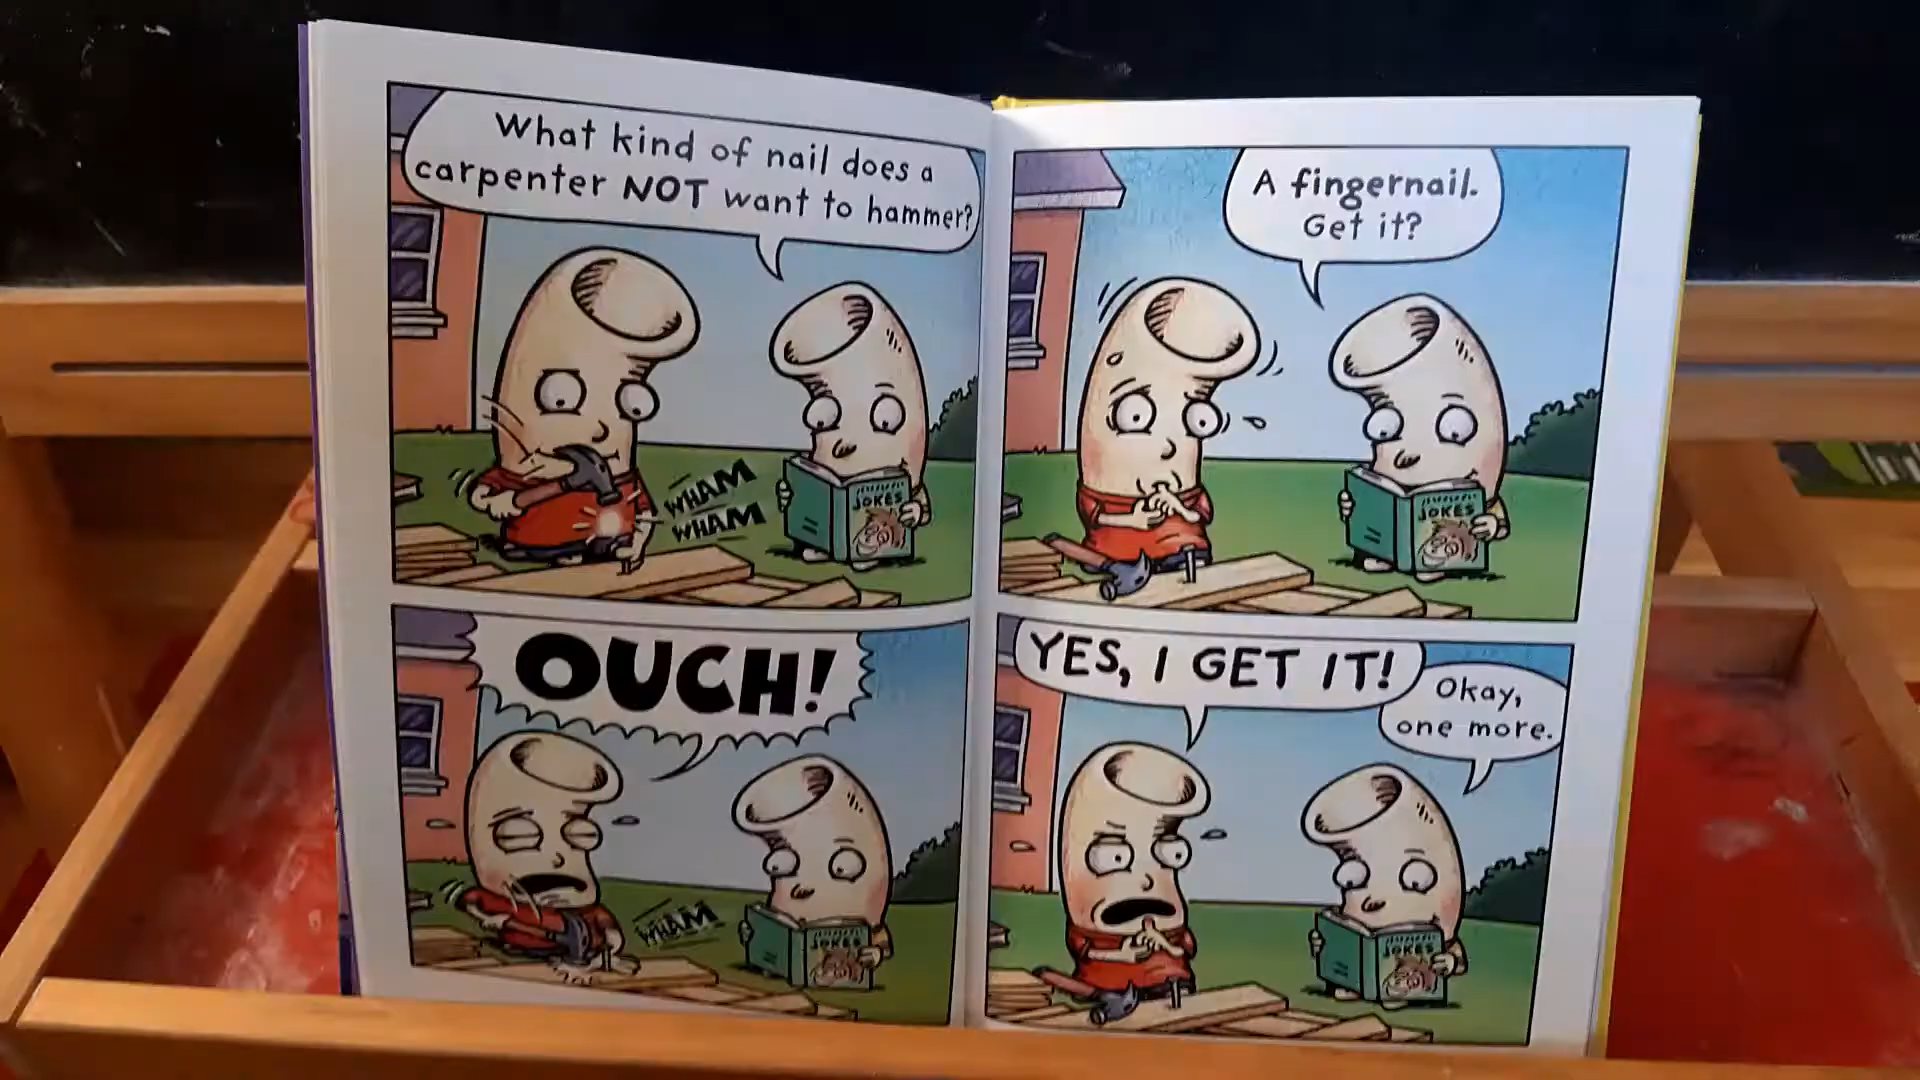 What kind of nail does a
carpenter NOT want to hammer?
WHAM
WHAM
JOKES
OUCH!
WHAM
JOKES
A fingernail.
Get it?
JOKES
YES, I GET IT!
Okay,
one more.
JOKES